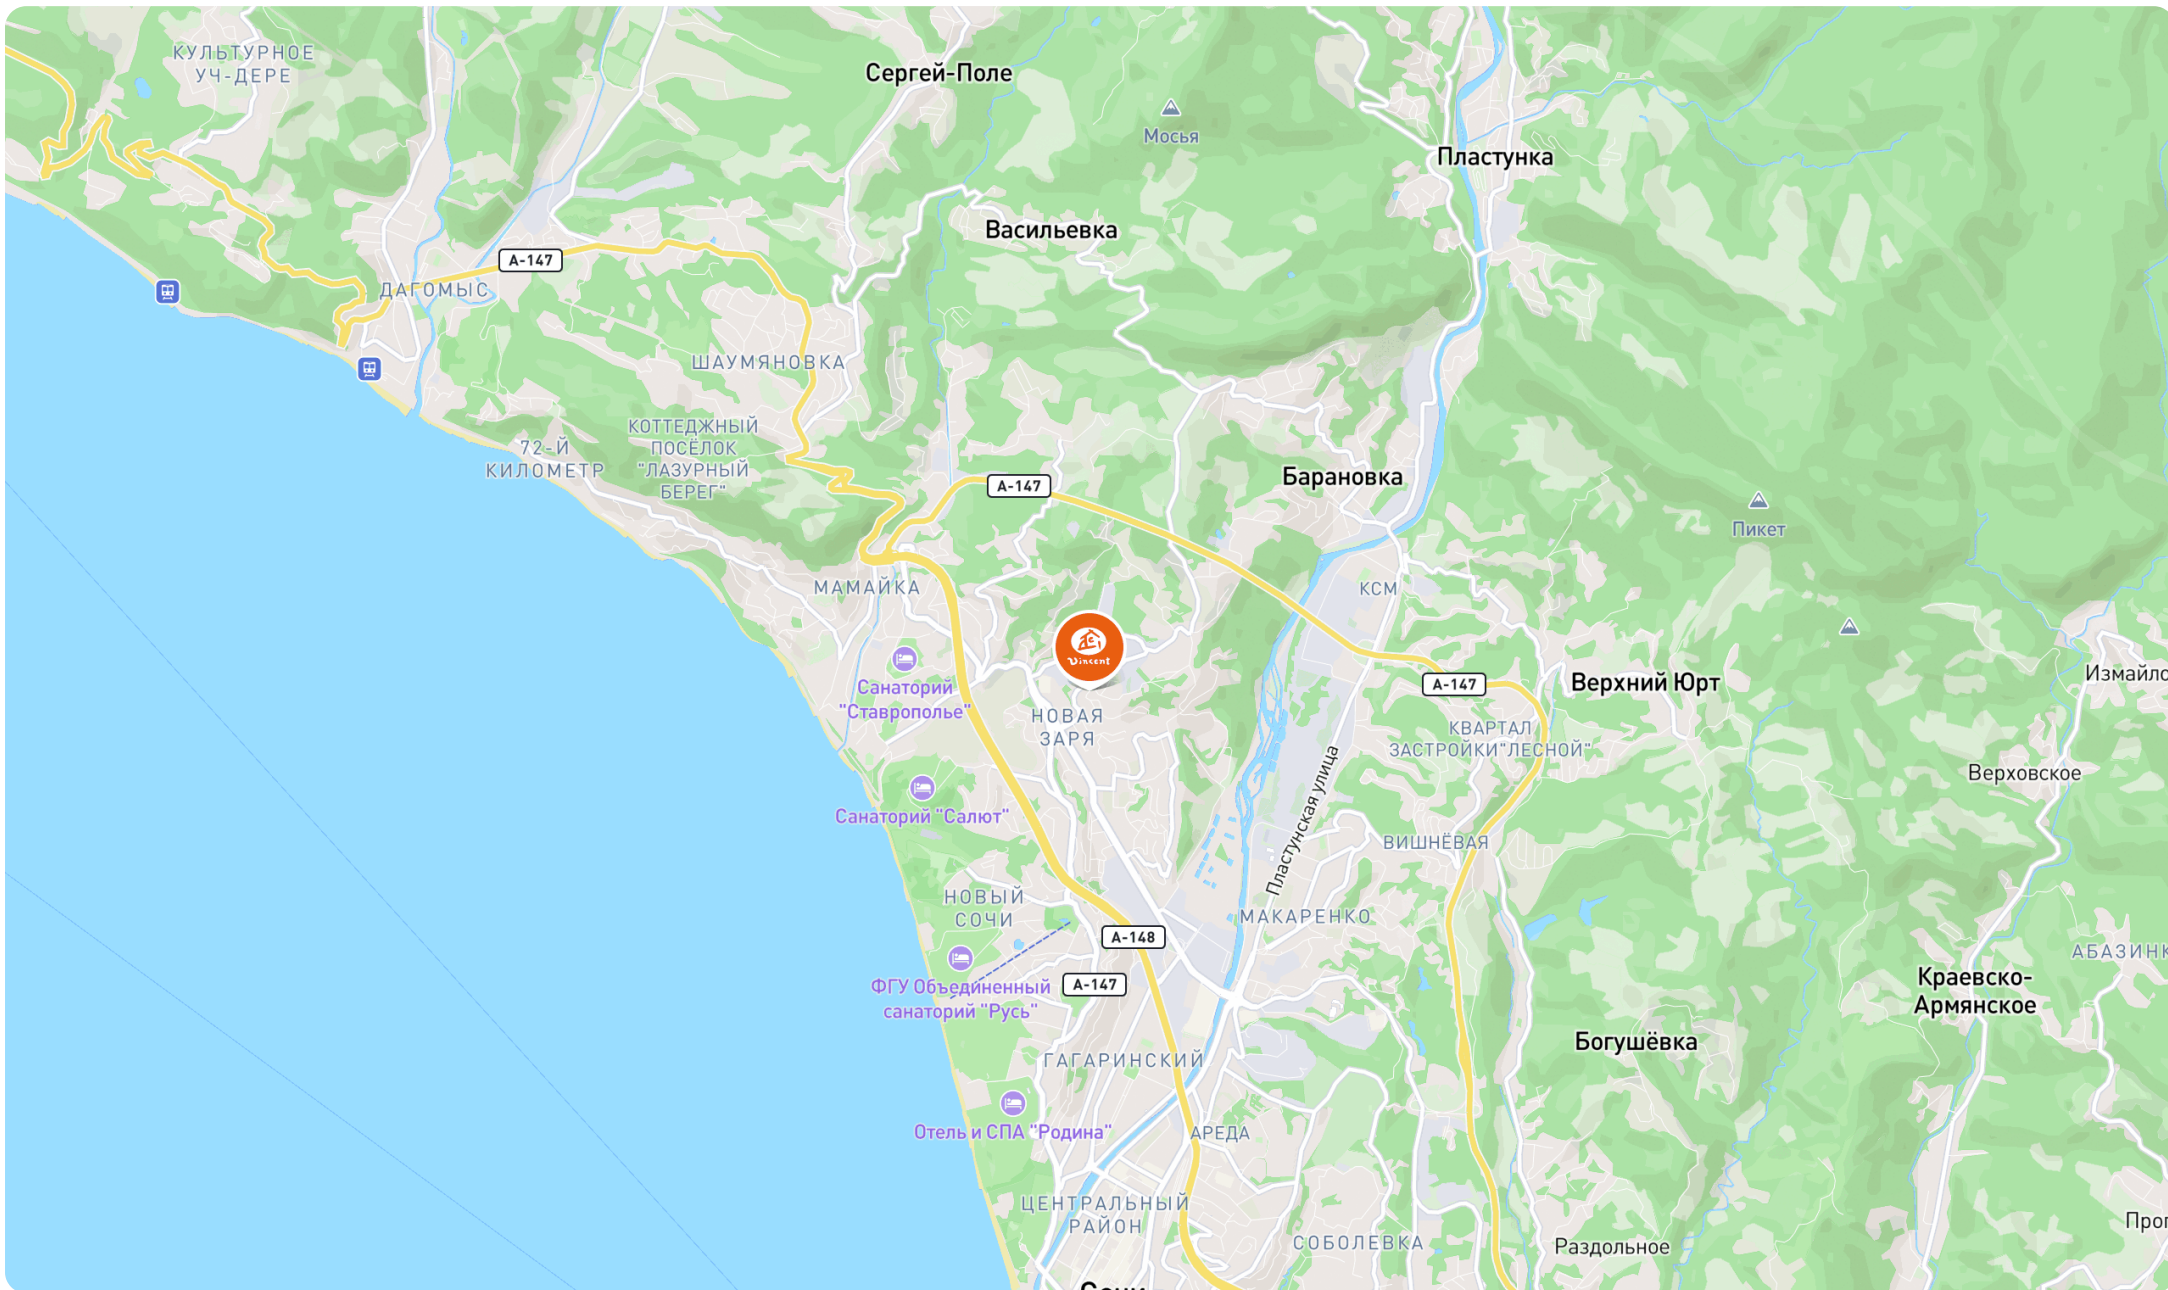 КУЛЬТУРНОЕ
УЧ-ДЕРЕ
Сергей-Поле
Мосья
Пластунка
Васильевка
А-147
ДАГОМЫС
ШАУМЯНОВКА
КОТТЕДЖНЫЙ
ПОСЁЛОК
"ЛАЗУРНЫЙ
БЕРЕГ"
72-Й
КИЛОМЕТР
А-147
Барановка
Пикет
МАМАЙКА
КСМ
Vincent
Санаторий
"Ставрополье"
НОВАЯ
ЗАРЯ
А-147
Верхний Юрт
Измайло
КВАРТАЛ
ЗАСТРОЙКИ"ЛЕСНОЙ"
Верховское
Пластунская улица
Санаторий "Салют"
ВИШНЁВАЯ
НОВЫЙ
СОЧИ
МАКАРЕНКО
А-148
АБАЗИНК
ФГУ Объединенный
санаторий "Русь"
А-147
Краевско-
Армянское
Богушёвка
ГАГАРИНСКИЙ
Отель и СПА "Родина"
АРЕДА
ЦЕНТРАЛЬНЫЙ
РАЙОН
СОБОЛЕВКА
Раздольное
Прог
Сочи